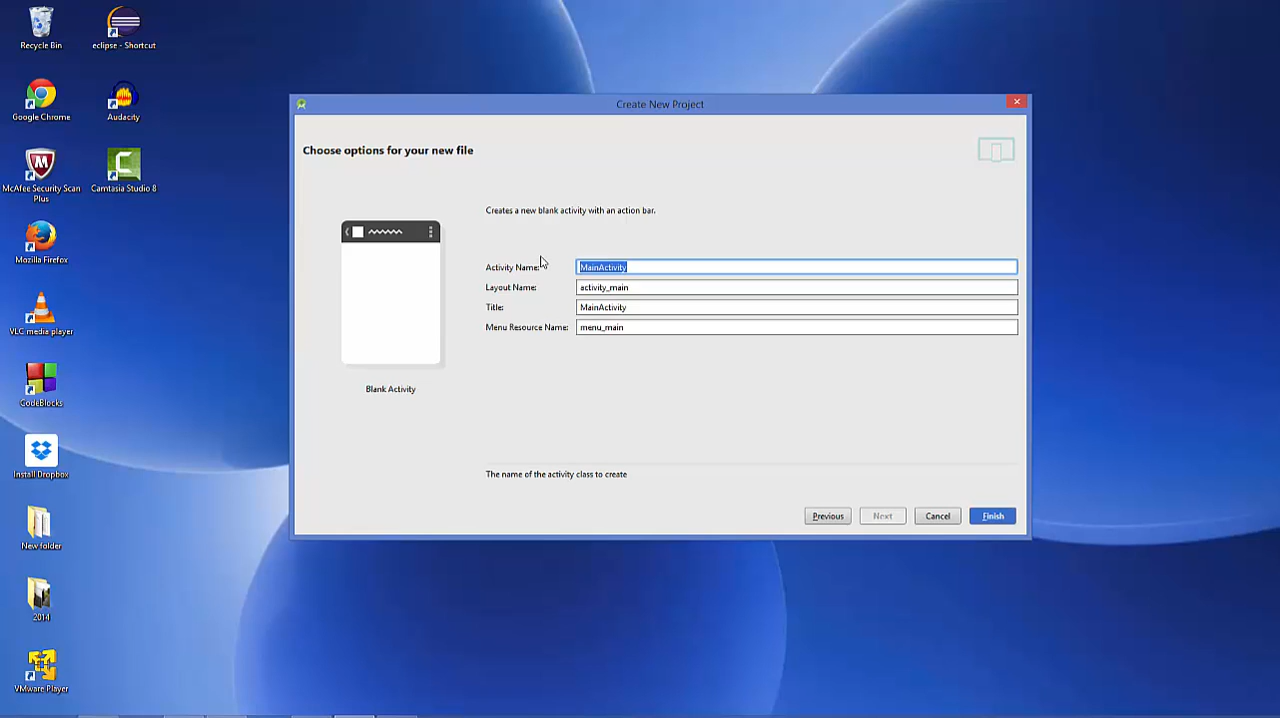 Recycle Bin
eclipse - Shortcut
Google Chrome
Audacity
McAfee Security Scan
Plus
Camtasia Studio 8
Mozilla Firefox
VLC media player
CodeBlocks
Install Dropbox
New folder
2014
VMware Player
Create New Project
Choose options for your new file
Creates a new blank activity with an action bar.
Activity Name: MainActivity
Layout Name: activity_main
Title: MainActivity
Menu Resource Name: menu_main
Blank Activity
The name of the activity class to create
Previous Next Cancel Finish